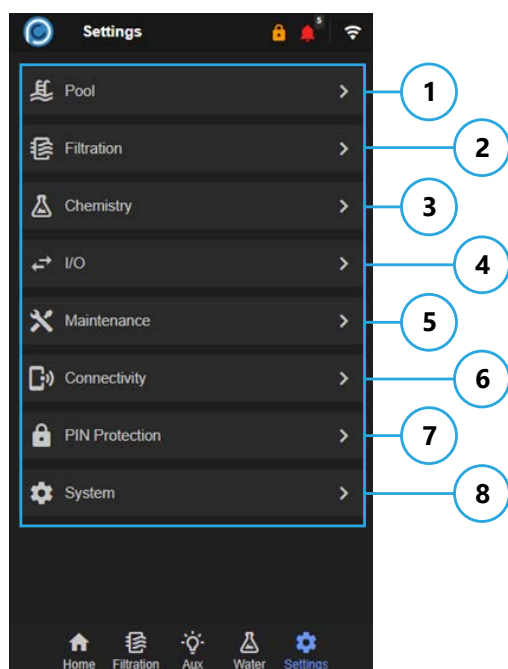 Settings
5
Pool
1
Filtration
2
Chemistry
3
I/O
4
Maintenance
5
Connectivity
6
PIN Protection
7
System
8
Home Filtration Aux Water Settings